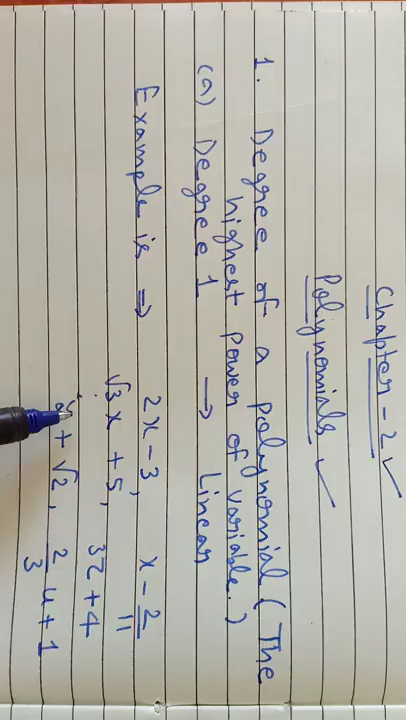 Chapter - 2 ✓
Polynomials ✓
1. Degree of a polynomial (The
highest power of variable.)
(a) Degree 1 → Linear
Example is ⇒ 2x - 3, x - 2/11
√3x + 5, 3z + 4
+ √2, 2/3 u + 1